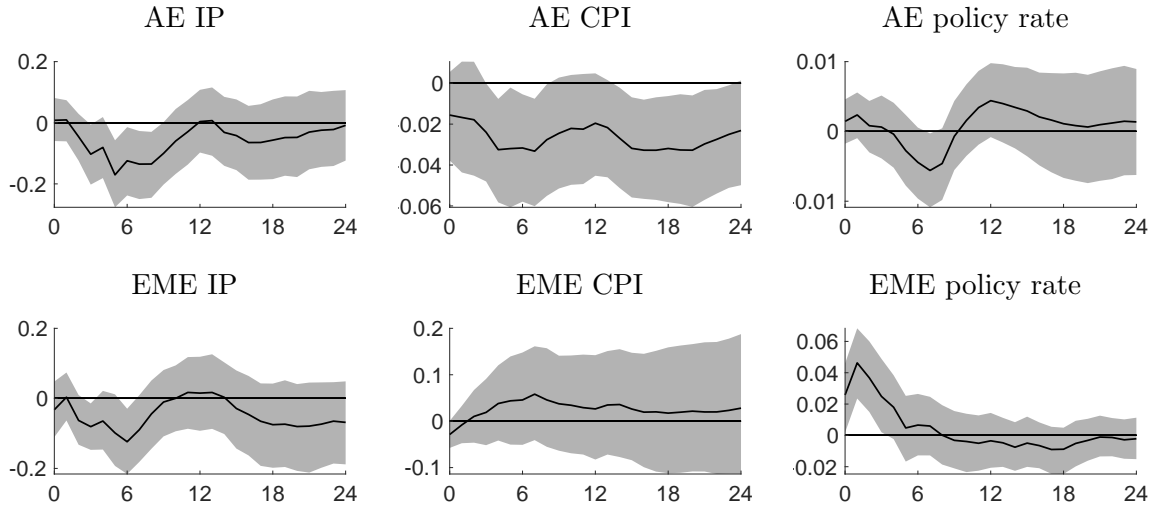 AE IP
AE CPI
AE policy rate
0.2
0
-0.2
0 6 12 18 24
0
-0.02
-0.04
-0.06
0 6 12 18 24
0.01
0
-0.01
0 6 12 18 24
EME IP
EME CPI
EME policy rate
0.2
0
-0.2
0 6 12 18 24
0.2
0.1
0
-0.1
0 6 12 18 24
0.06
0.04
0.02
0
-0.02
0 6 12 18 24